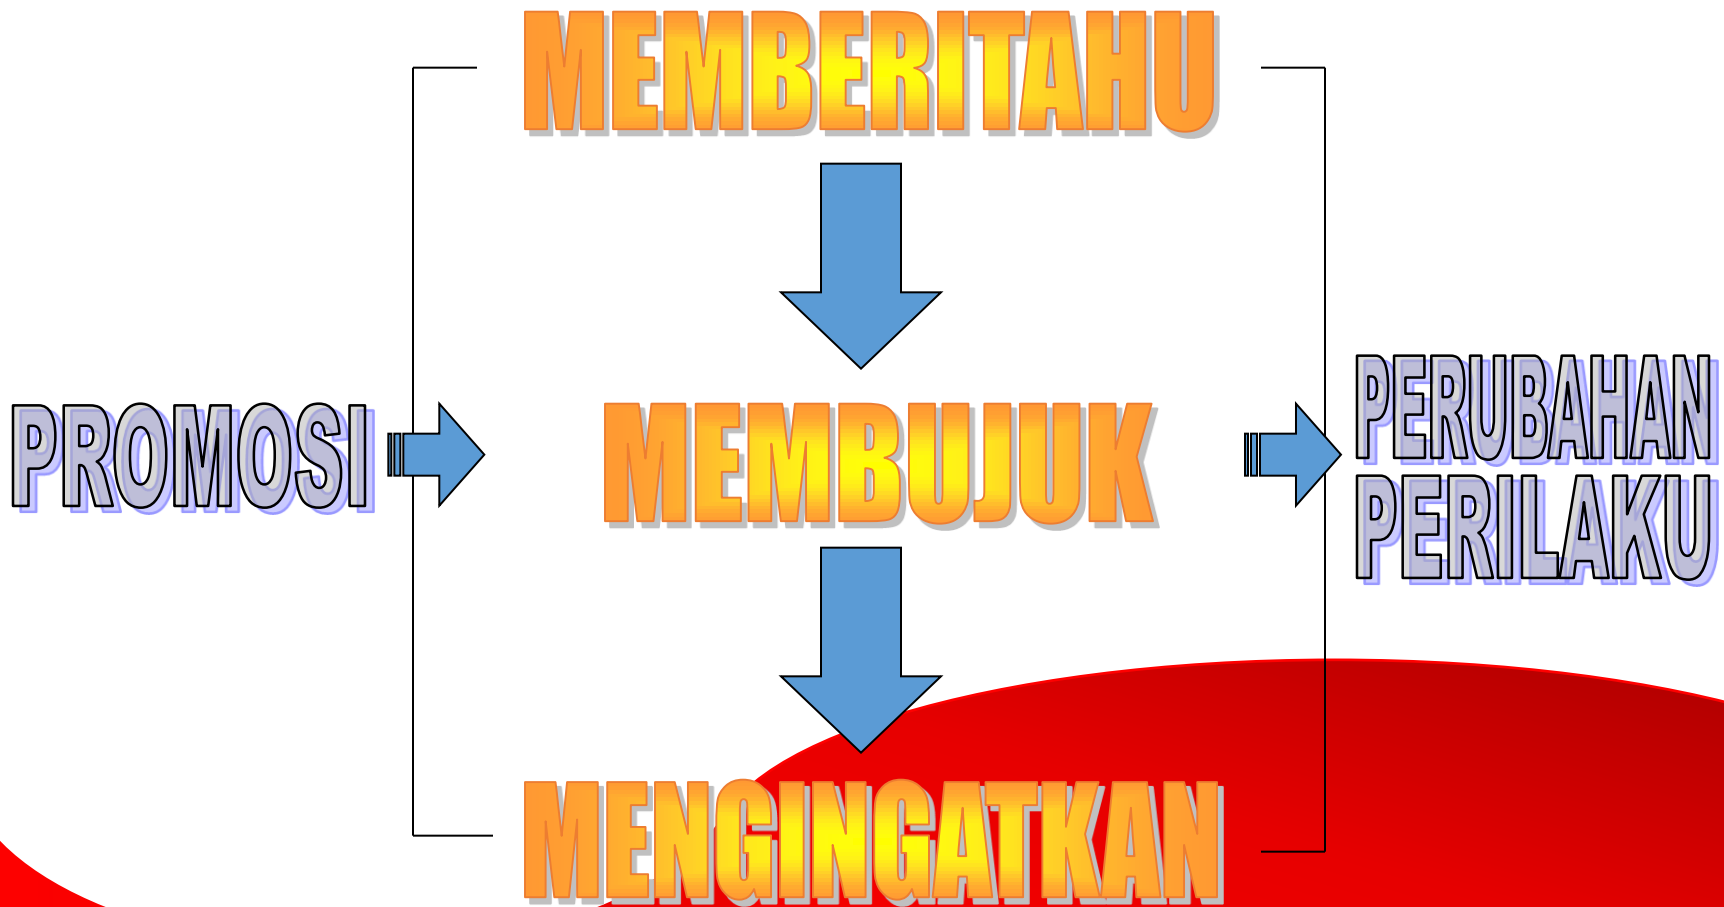 MEMBERITAHU
PROMOSI
MEMBUJUK
PERUBAHAN
PERILAKU
MENGINGATKAN